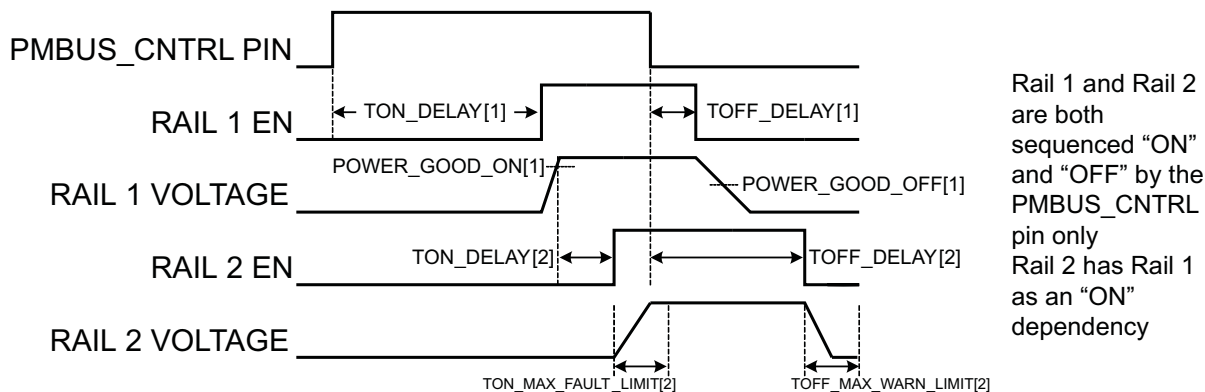 PMBUS_CNTRL PIN
TON_DELAY[1]
TOFF_DELAY[1]
RAIL 1 EN
POWER_GOOD_ON[1]
POWER_GOOD_OFF[1]
RAIL 1 VOLTAGE
TON_DELAY[2]
TOFF_DELAY[2]
RAIL 2 EN
RAIL 2 VOLTAGE
TON_MAX_FAULT_LIMIT[2]
TOFF_MAX_WARN_LIMIT[2]
Rail 1 and Rail 2
are both
sequenced “ON”
and “OFF” by the
PMBUS_CNTRL
pin only
Rail 2 has Rail 1
as an “ON”
dependency